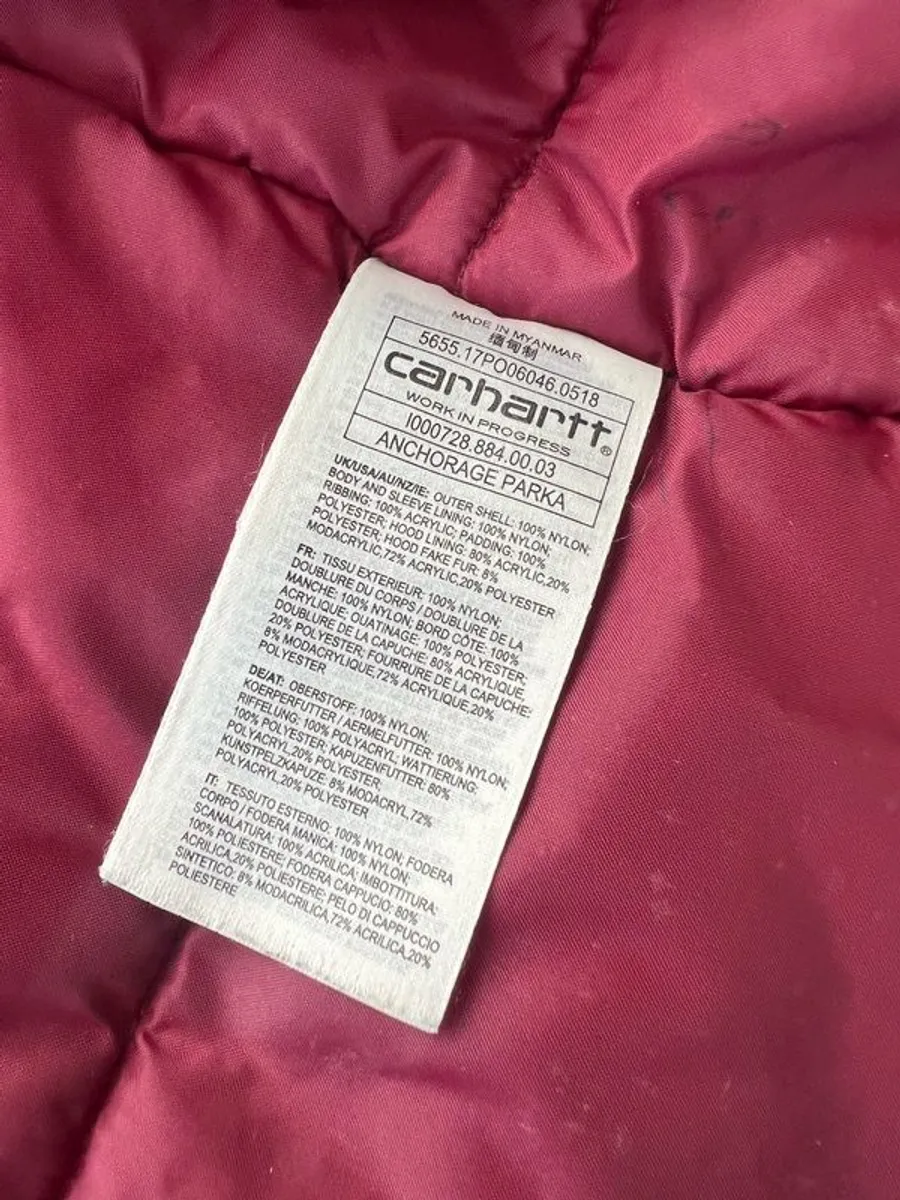 MADE IN MYANMAR
缅甸制
5655.17PO06046.0518
carhartt®
WORK IN PROGRESS
I000728.884.00.03
ANCHORAGE PARKA
UK/USA/AU/NZ/IE: OUTER SHELL: 100% NYLON;
BODY AND SLEEVE LINING: 100% NYLON;
RIBBING: 100% ACRYLIC; PADDING: 100%
POLYESTER; HOOD LINING: 80% ACRYLIC,20%
POLYESTER; HOOD FAKE FUR: 8%
MODACRYLIC,72% ACRYLIC,20% POLYESTER
FR: TISSU EXTERIEUR: 100% NYLON;
DOUBLURE DU CORPS / DOUBLURE DE LA
MANCHE: 100% NYLON; BORD CÔTE: 100%
ACRYLIQUE; OUATINAGE: 100% POLYESTER;
DOUBLURE DE LA CAPUCHE: 80% ACRYLIQUE,
20% POLYESTER; FOURRURE DE LA CAPUCHE:
8% MODACRYLIQUE,72% ACRYLIQUE,20%
POLYESTER
DE/AT: OBERSTOFF: 100% NYLON;
KOERPERFUTTER / AERMELFUTTER: 100% NYLON;
RIFFELUNG: 100% POLYACRYL; WATTIERUNG:
100% POLYESTER; KAPUZENFUTTER: 80%
POLYACRYL,20% POLYESTER;
KUNSTPELZKAPUZE: 8% MODACRYL,72%
POLYACRYL,20% POLYESTER
IT: TESSUTO ESTERNO: 100% NYLON; FODERA
CORPO / FODERA MANICA: 100% NYLON;
SCANALATURA: 100% ACRILICA; IMBOTTITURA:
100% POLIESTERE; FODERA CAPPUCIO: 80%
ACRILICA,20% POLIESTERE; PELO DI CAPPUCCIO
SINTETICO: 8% MODACRILICA,72% ACRILICA,20%
POLIESTERE